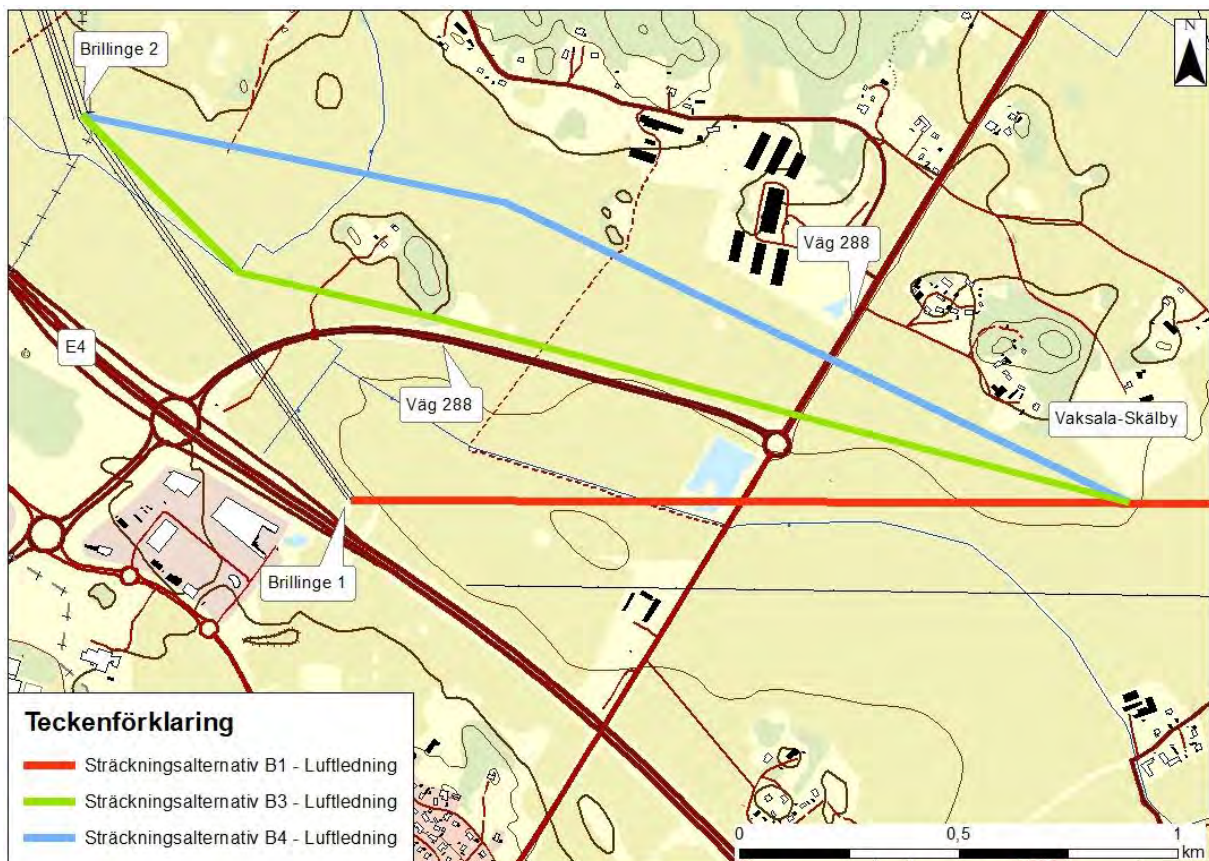 Brillinge 2
N
Väg 288
E4
Väg 288
Vaksala-Skälby
Brillinge 1
Teckenförklaring
Sträckningsalternativ B1 - Luftledning
Sträckningsalternativ B3 - Luftledning
Sträckningsalternativ B4 - Luftledning
0 0,5 1
km